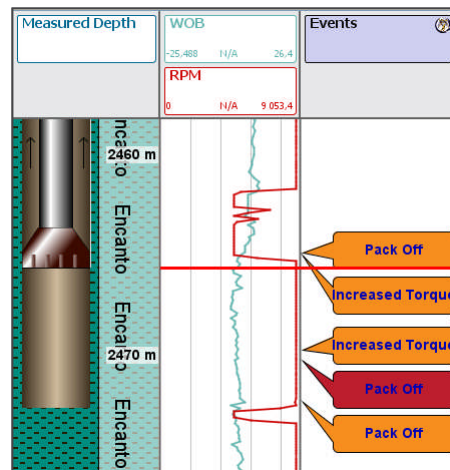 Measured Depth
WOB
-25.488 N/A 26.4
RPM
0 N/A 9 053.4
Events
Encanto
2460 m
Encanto
Encanto
2470 m
Encanto
Pack Off
Increased Torque
Increased Torque
Pack Off
Pack Off